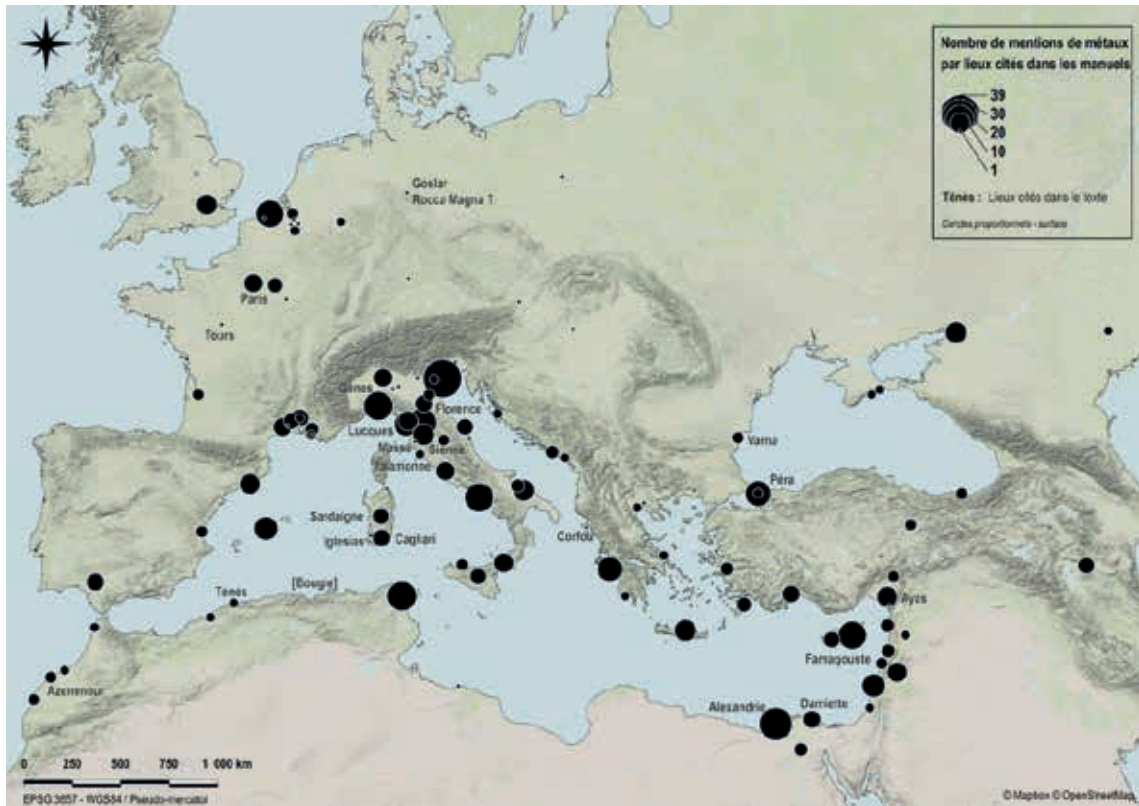 Nombre de mentions de métaux
par lieux cités dans les manuels
39
30
20
10
1
Ténès : Lieux cités dans le texte
Cercles proportionnels - surface
Goslar
Rocca Magna ?
Paris
Tours
Gênes
Florence
Lucques
Massa
Sienne
Talamonne
Sardaigne
Iglesias
Cagliari
Varna
Péra
Corfou
Ténès
[Bougie]
Azemmour
Ayas
Famagouste
Alexandrie
Damiette
0 250 500 750 1 000 km
EPSG:3857 - WGS84 / Pseudo-mercator
© Mapbox © OpenStreetMap